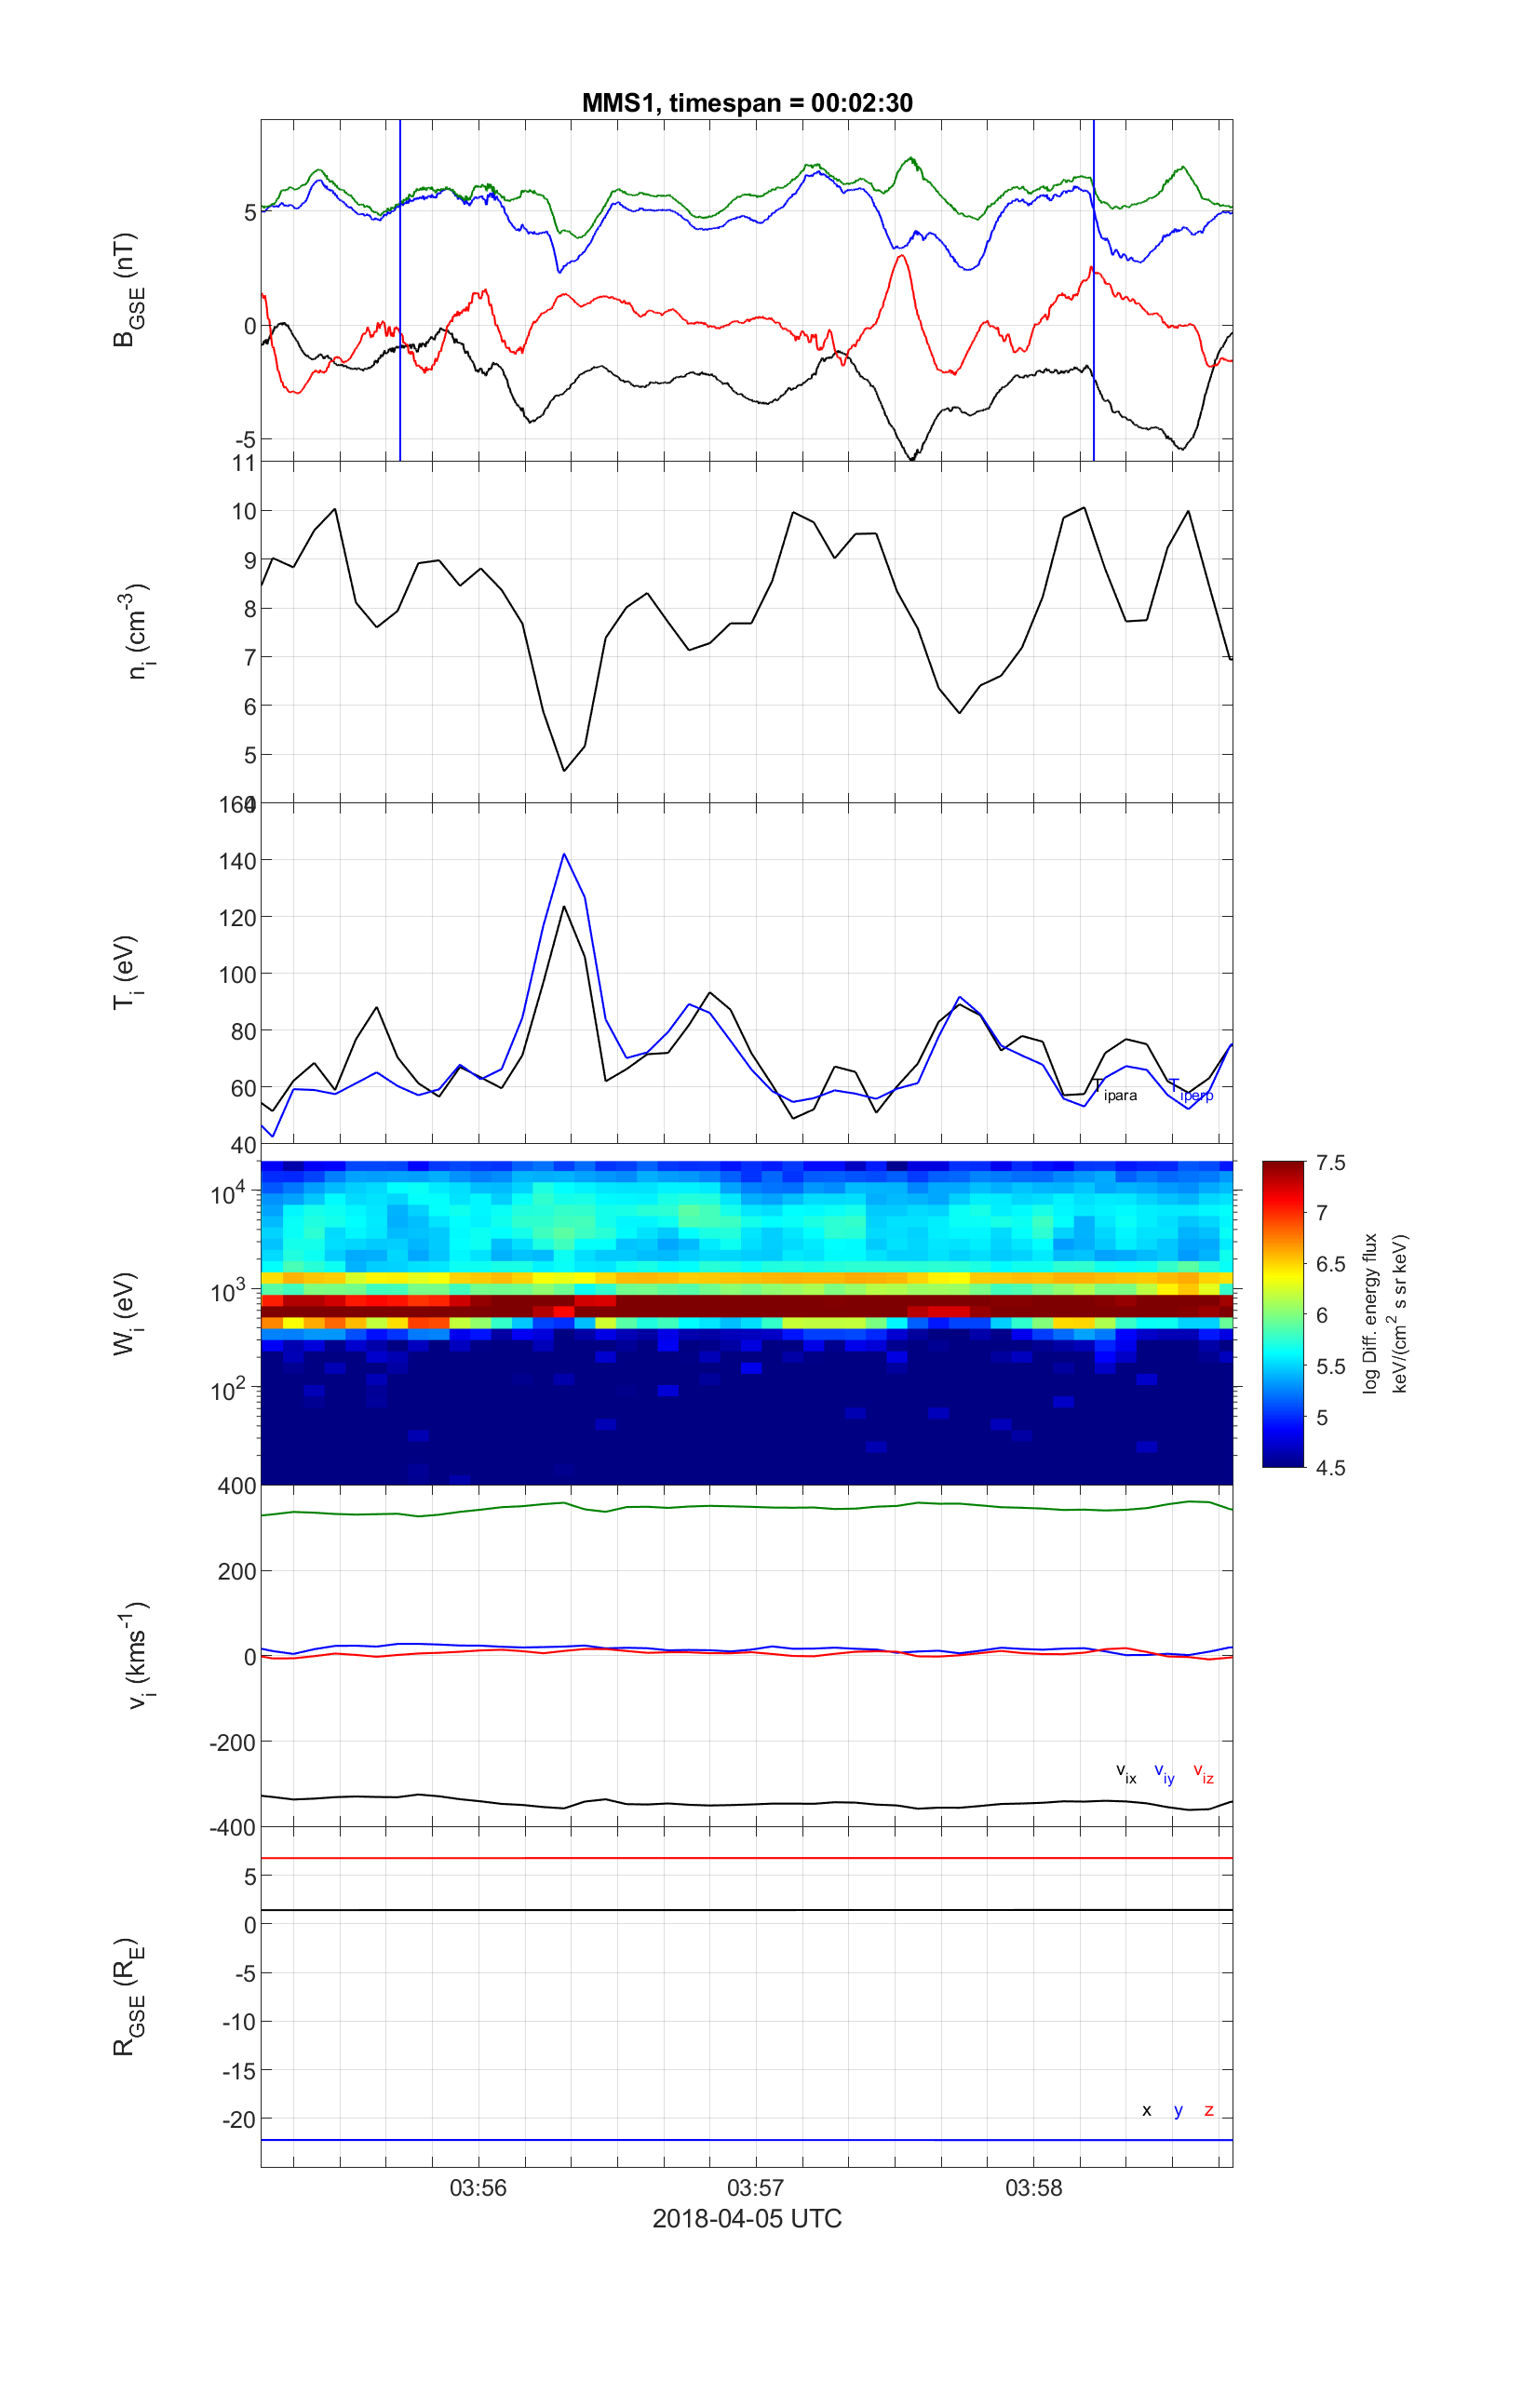 MMS1, timespan = 00:02:30
B_GSE (nT)
5
0
-5
n_i (cm^-3)
11
10
9
8
7
6
5
4
T_i (eV)
160
140
120
100
80
60
40
T_ipara T_iperp
W_i (eV)
10^4
10^3
10^2
7.5
7
6.5
6
5.5
5
4.5
log Diff. energy flux
keV/(cm^2 s sr keV)
v_i (kms^-1)
400
200
0
-200
-400
v_ix v_iy v_iz
R_GSE (R_E)
5
0
-5
-10
-15
-20
x y z
03:56 03:57 03:58
2018-04-05 UTC